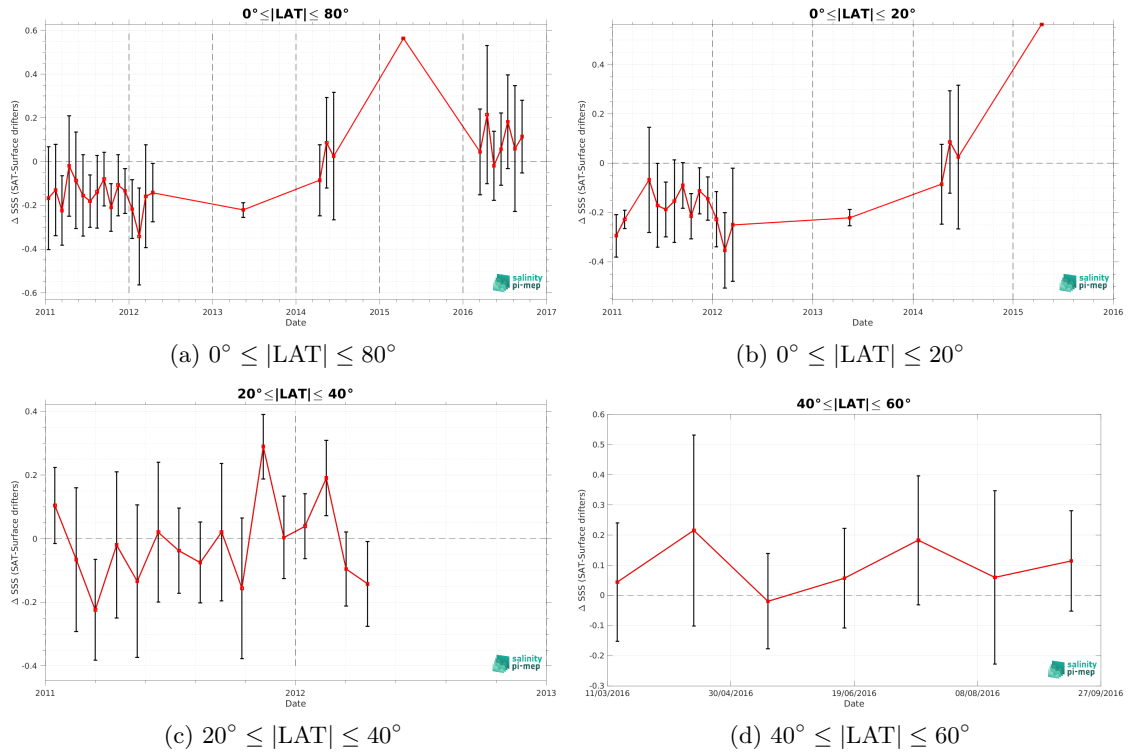 0°≤|LAT|≤ 80°
0.6
0.4
0.2
0
-0.2
-0.4
-0.6
Δ SSS (SAT-Surface drifters)
2011 2012 2013 2014 2015 2016 2017
Date
salinity
pi-mep
(a) 0° ≤ |LAT| ≤ 80°
0°≤|LAT|≤ 20°
0.4
0.2
0
-0.2
-0.4
Δ SSS (SAT-Surface drifters)
2011 2012 2013 2014 2015 2016
Date
salinity
pi-mep
(b) 0° ≤ |LAT| ≤ 20°
20°≤|LAT|≤ 40°
0.4
0.2
0
-0.2
-0.4
Δ SSS (SAT-Surface drifters)
2011 2012 2013
Date
salinity
pi-mep
(c) 20° ≤ |LAT| ≤ 40°
40°≤|LAT|≤ 60°
0.6
0.5
0.4
0.3
0.2
0.1
0
-0.1
-0.2
-0.3
Δ SSS (SAT-Surface drifters)
11/03/2016 30/04/2016 19/06/2016 08/08/2016 27/09/2016
Date
salinity
pi-mep
(d) 40° ≤ |LAT| ≤ 60°